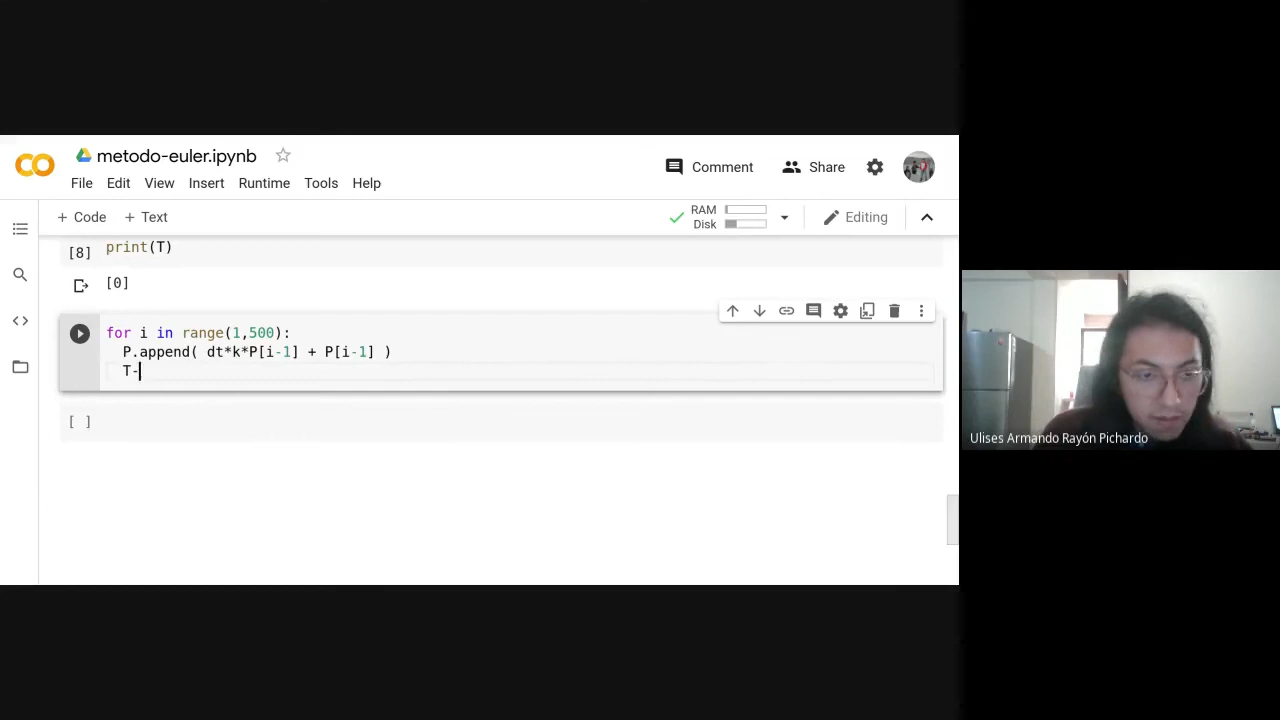 metodo-euler.ipynb
Comment
Share
File Edit View Insert Runtime Tools Help
+ Code + Text
RAM
Disk
Editing
[8] print(T)
[0]
for i in range(1,500):
P.append( dt*k*P[i-1] + P[i-1] )
T-
[ ]
Ulises Armando Rayón Pichardo